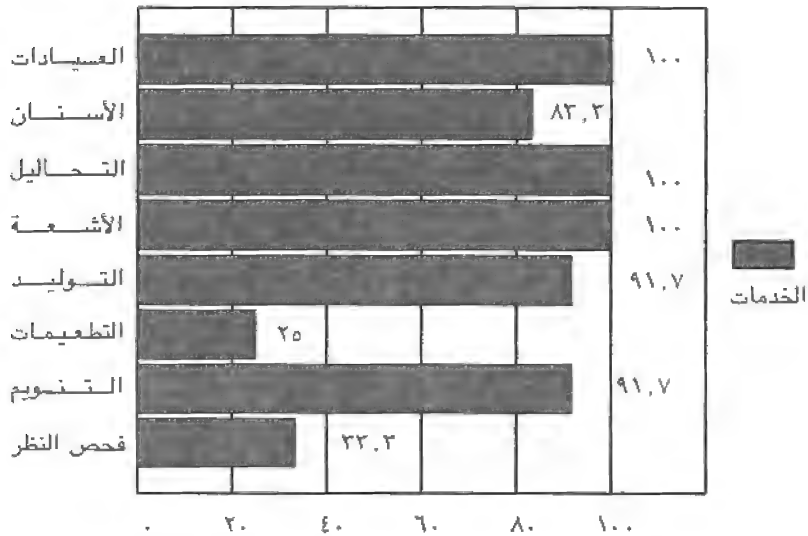 العيادات ١٠٠
الأسنان ٨٣,٣
التحاليل ١٠٠
الأشعة ١٠٠
التوليد ٩١,٧
الخدمات
التطعيمات ٢٥
التنويم ٩١,٧
فحص النظر ٣٣,٣
٠ ٢٠ ٤٠ ٦٠ ٨٠ ١٠٠